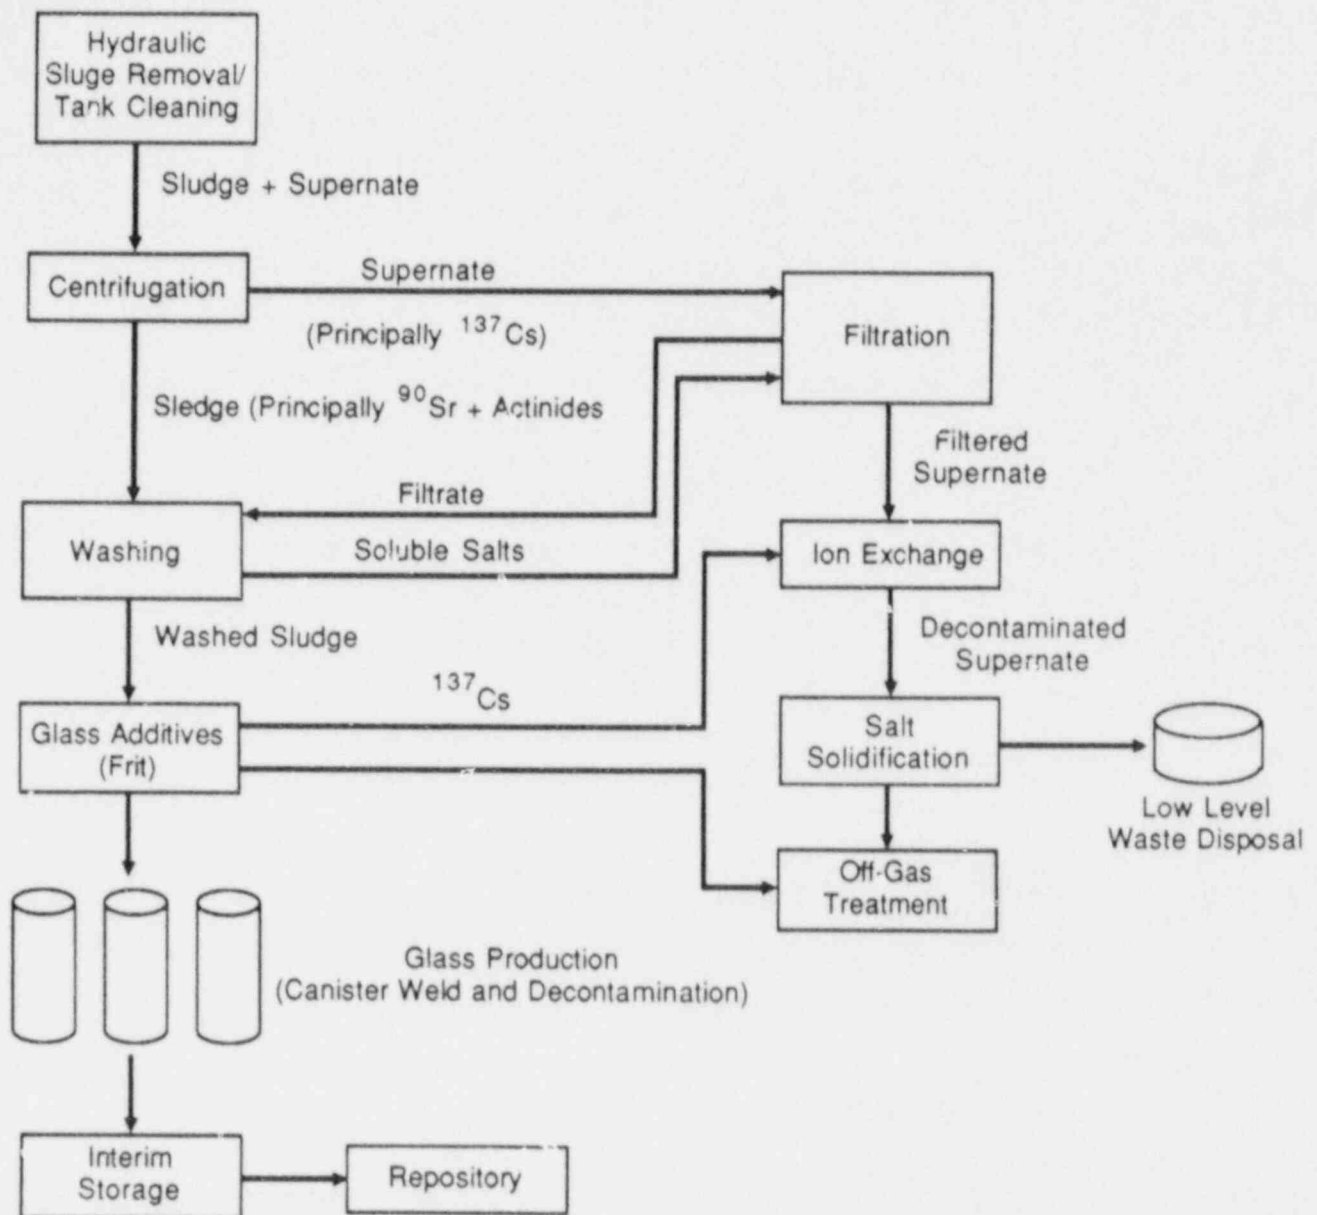 Hydraulic
Sluge Removal/
Tank Cleaning
Sludge + Supernate
Centrifugation
Supernate
(Principally ¹³⁷Cs)
Filtration
Sledge (Principally ⁹⁰Sr + Actinides
Filtered
Supernate
Filtrate
Washing
Soluble Salts
Ion Exchange
Washed Sludge
Decontaminated
Supernate
¹³⁷Cs
Glass Additives
(Frit)
Salt
Solidification
Low Level
Waste Disposal
Off-Gas
Treatment
Glass Production
(Canister Weld and Decontamination)
Interim
Storage
Repository